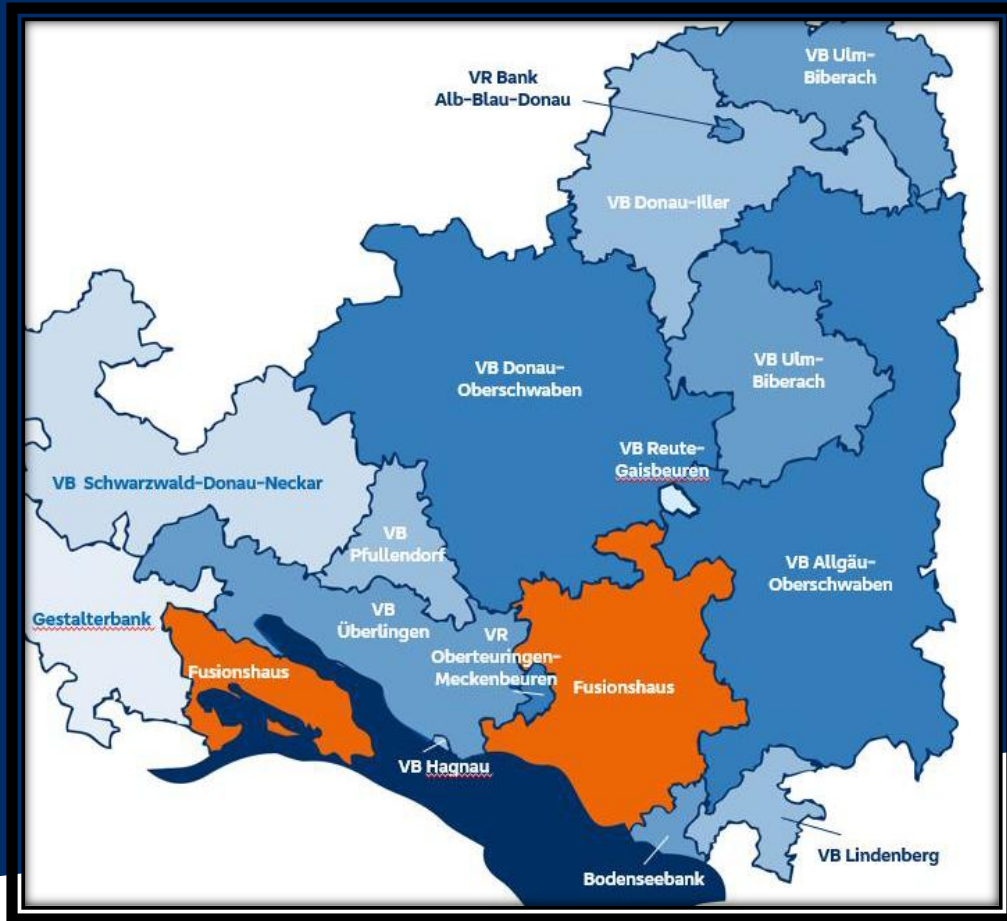 VB Ulm-
Biberach
VR Bank
Alb-Blau-Donau
VB Donau-Iller
VB Donau-
Oberschwaben
VB Ulm-
Biberach
VB Reute-
Gaisbeuren
VB Schwarzwald-Donau-Neckar
VB
Pfullendorf
VB Allgäu-
Oberschwaben
Gestalterbank
VB
Überlingen
VR
Oberteuringen-
Meckenbeuren
Fusionshaus
Fusionshaus
VB Hagnau
VB Lindenberg
Bodenseebank